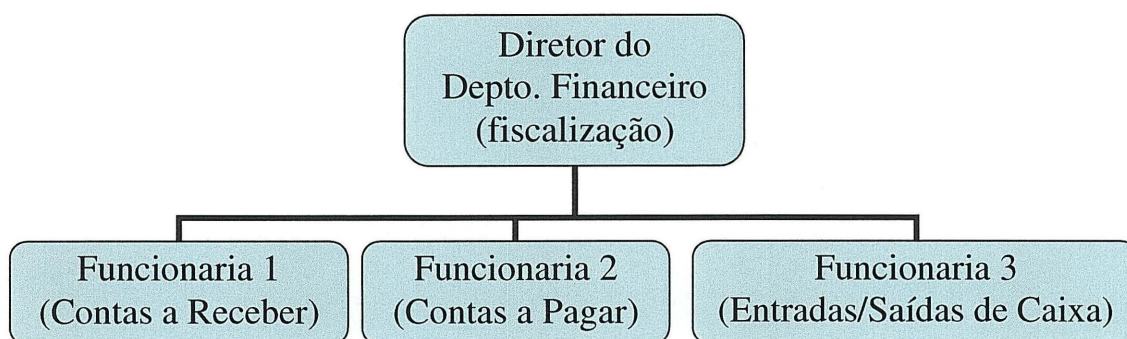 Diretor do
Depto. Financeiro
(fiscalização)
Funcionaria 1
(Contas a Receber)
Funcionaria 2
(Contas a Pagar)
Funcionaria 3
(Entradas/Saídas de Caixa)